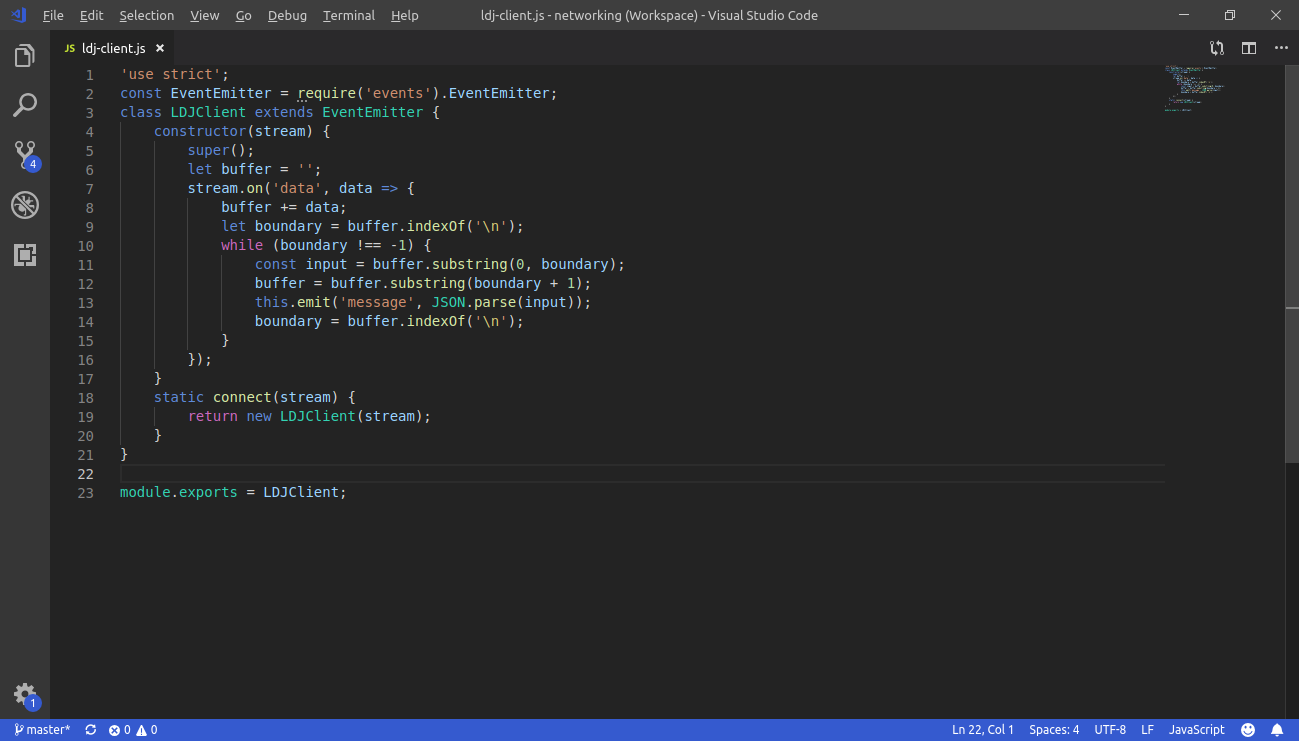 File Edit Selection View Go Debug Terminal Help ldj-client.js - networking (Workspace) - Visual Studio Code
JS ldj-client.js ×
1 'use strict';
2 const EventEmitter = require('events').EventEmitter;
3 class LDJClient extends EventEmitter {
4 constructor(stream) {
5 super();
6 let buffer = '';
7 stream.on('data', data => {
8 buffer += data;
9 let boundary = buffer.indexOf('\n');
10 while (boundary !== -1) {
11 const input = buffer.substring(0, boundary);
12 buffer = buffer.substring(boundary + 1);
13 this.emit('message', JSON.parse(input));
14 boundary = buffer.indexOf('\n');
15 }
16 });
17 }
18 static connect(stream) {
19 return new LDJClient(stream);
20 }
21 }
22
23 module.exports = LDJClient;
4
1
master* 0 0 Ln 22, Col 1 Spaces: 4 UTF-8 LF JavaScript